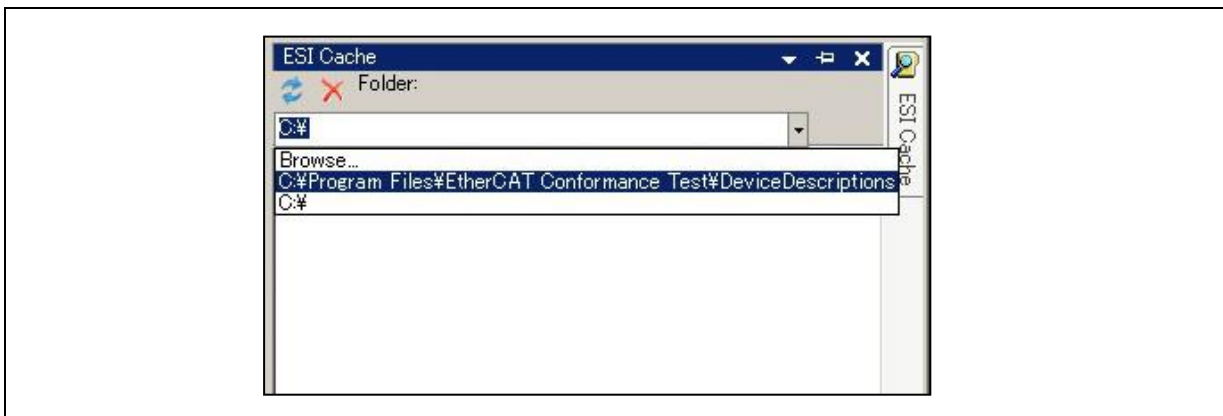 ESI Cache
Folder:
C:¥
Browse...
C:¥Program Files¥EtherCAT Conformance Test¥DeviceDescriptions
C:¥
ESI Cache